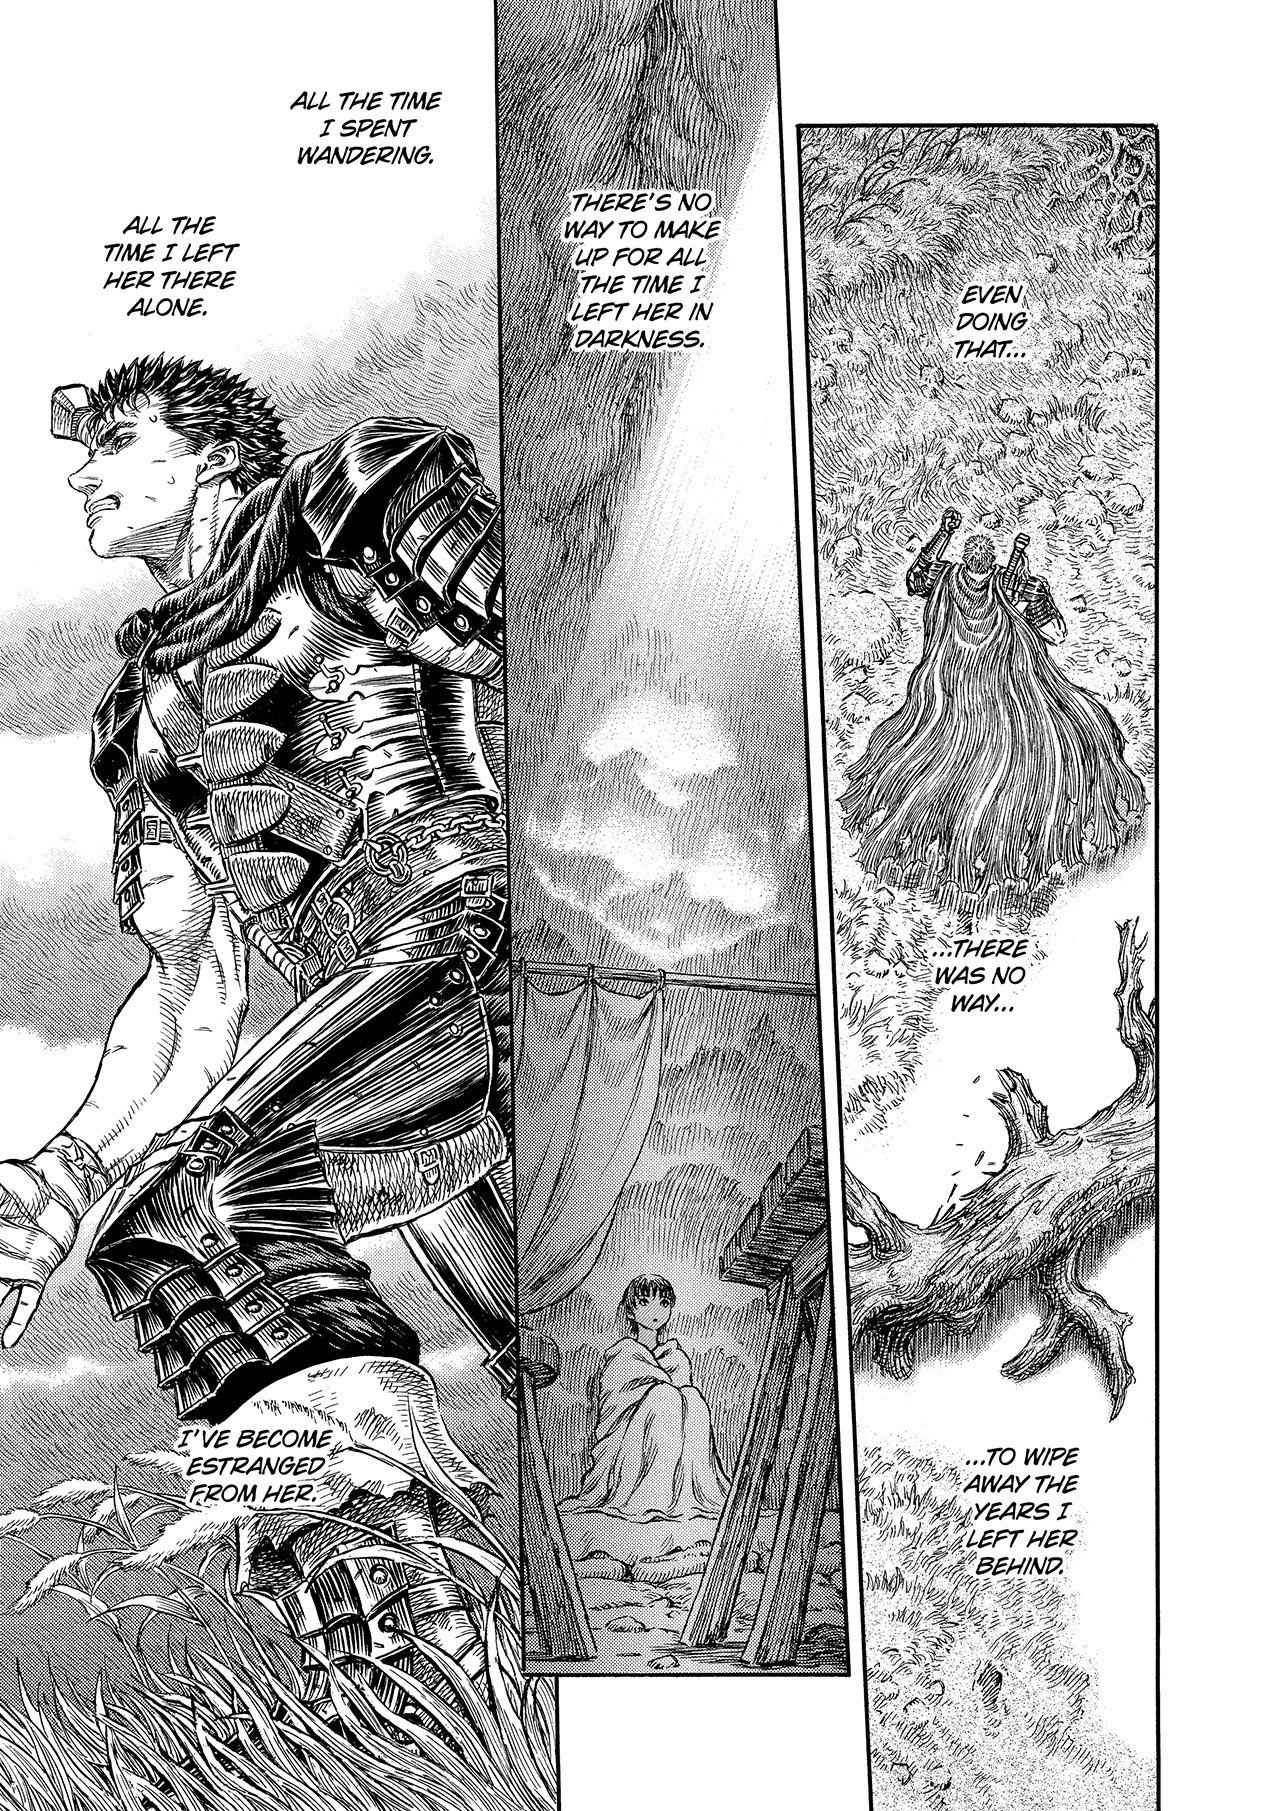 EVEN
DOING
THAT...
...THERE
WAS NO
WAY...
...TO WIPE
AWAY THE
YEARS I
LEFT HER
BEHIND.
THERE'S NO
WAY TO MAKE
UP FOR ALL
THE TIME I
LEFT HER IN
DARKNESS.
ALL THE TIME
I SPENT
WANDERING.
ALL THE
TIME I LEFT
HER THERE
ALONE.
I'VE BECOME
ESTRANGED
FROM HER.